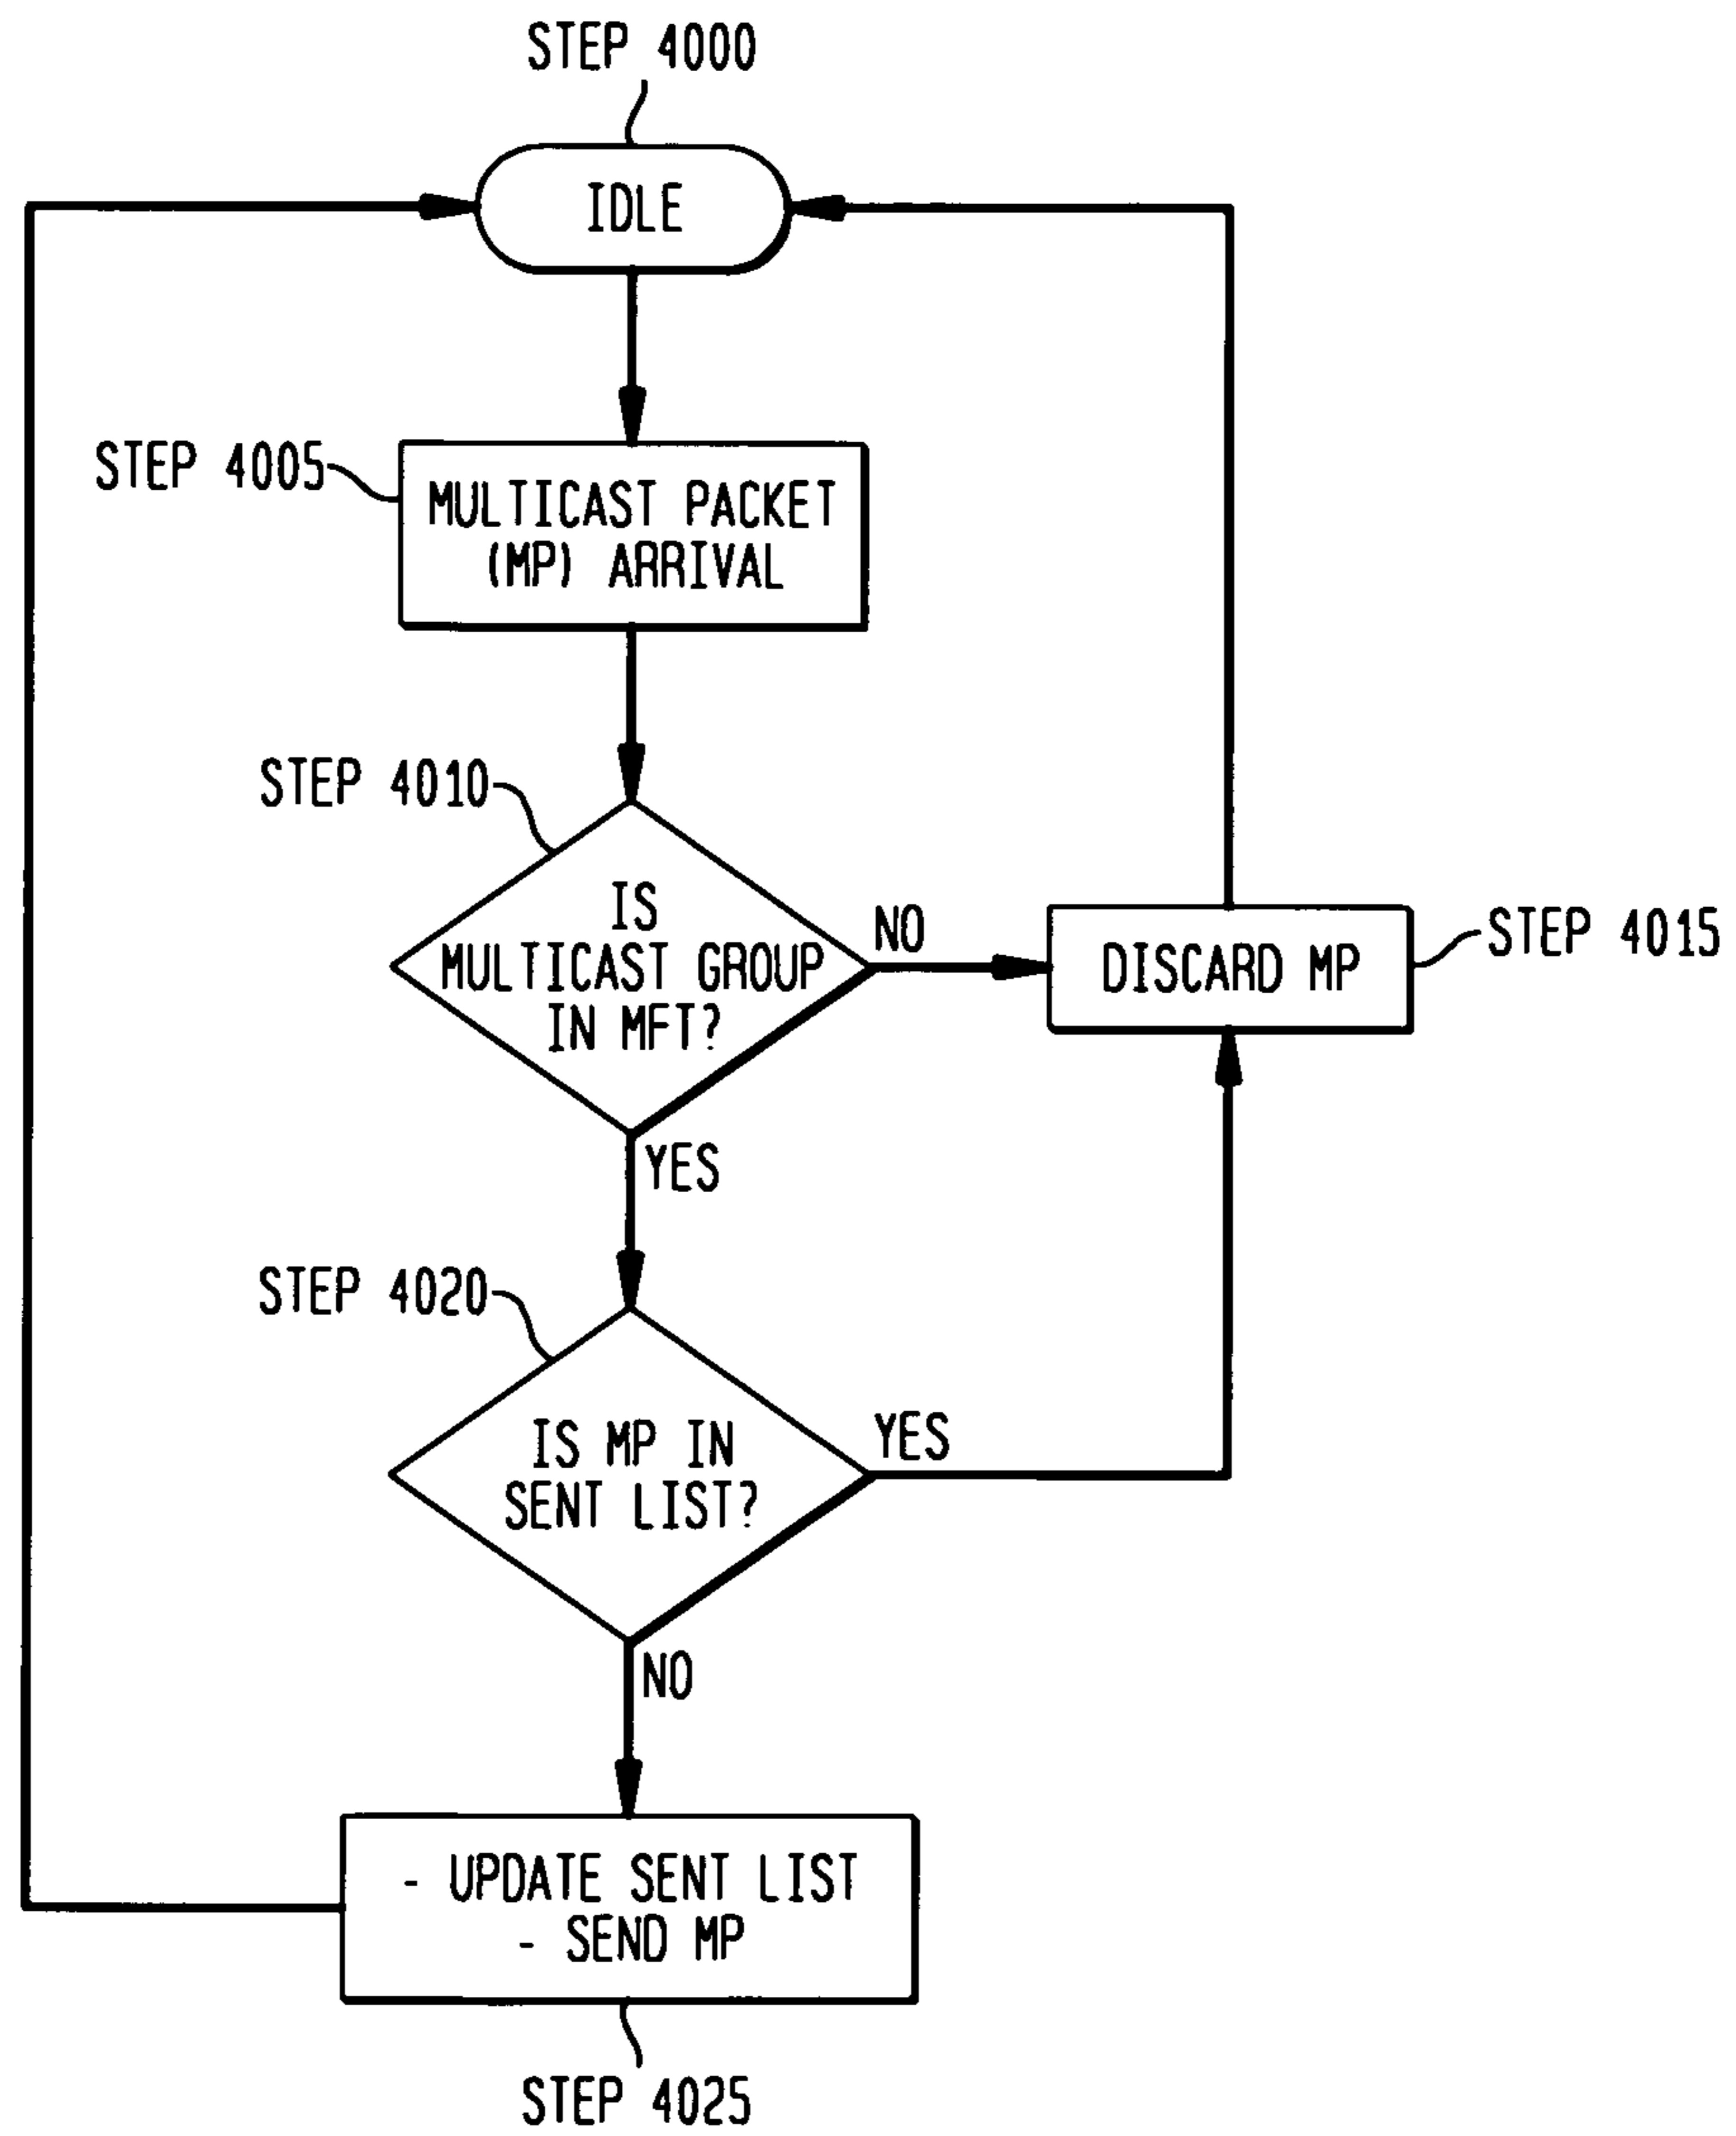 STEP 4000
IDLE
STEP 4005
MULTICAST PACKET
(MP) ARRIVAL
STEP 4010
IS
MULTICAST GROUP
IN MFT?
NO
DISCARD MP
STEP 4015
YES
STEP 4020
IS MP IN
SENT LIST?
YES
NO
- UPDATE SENT LIST
- SEND MP
STEP 4025